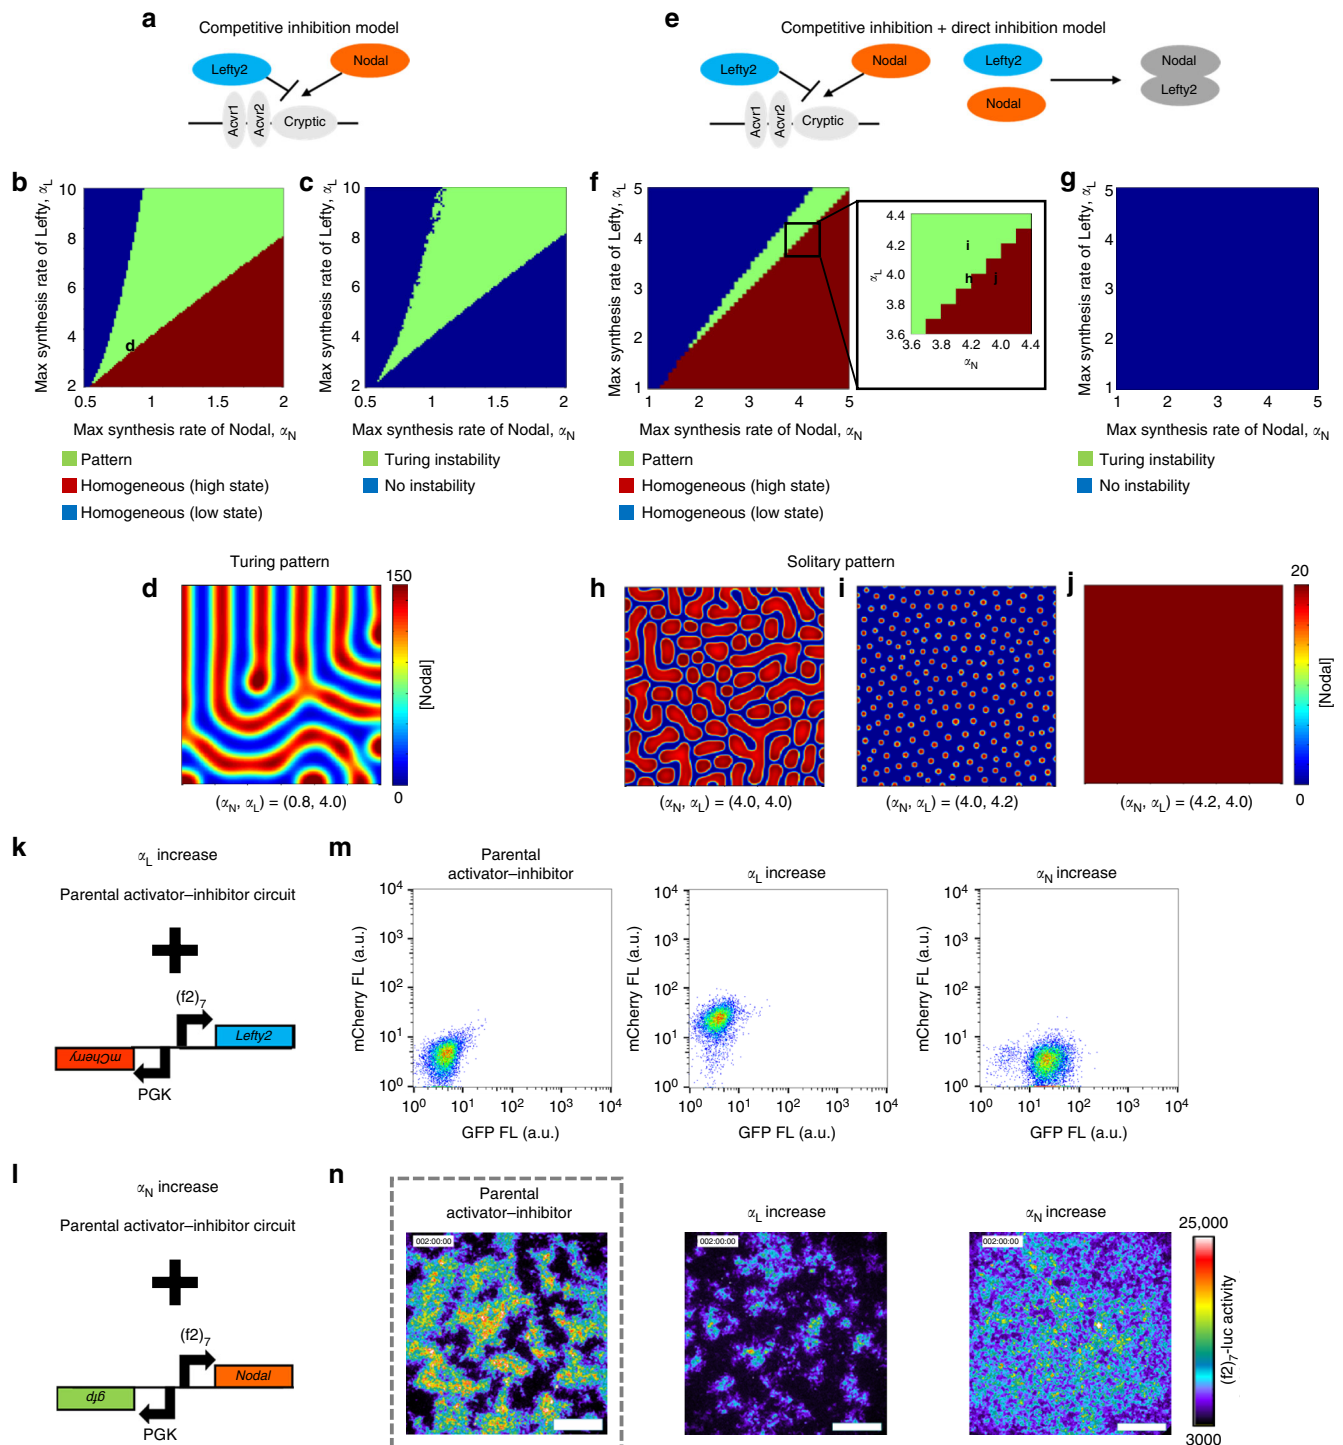 a
Competitive inhibition model
Lefty2
Nodal
Acvr1
Acvr2
Cryptic
e
Competitive inhibition + direct inhibition model
Lefty2
Nodal
Acvr1
Acvr2
Cryptic
Lefty2
Nodal
Nodal
Lefty2
b
Max synthesis rate of Lefty, αL
10
8
6
4
2
d
0.5
1
2
Max synthesis rate of Nodal, αN
Pattern
Homogeneous (high state)
Homogeneous (low state)
c
Max synthesis rate of Lefty, αL
10
8
6
4
2
0.5
1
2
Max synthesis rate of Nodal, αN
Turing instability
No instability
f
Max synthesis rate of Lefty, αL
5
4
3
2
1
1
2
3
4
5
Max synthesis rate of Nodal, αN
Pattern
Homogeneous (high state)
Homogeneous (low state)
αL
4.4
4.2
4.0
3.8
3.6
i
h
j
3.6
3.8
4.2
4.0
4.4
αN
g
Max synthesis rate of Lefty, αL
5
4
3
2
1
1
2
3
4
5
Max synthesis rate of Nodal, αN
Turing instability
No instability
Turing pattern
d
150
[Nodal]
0
(αN, αL) = (0.8, 4.0)
Solitary pattern
h
(αN, αL) = (4.0, 4.0)
i
(αN, αL) = (4.0, 4.2)
j
(αN, αL) = (4.2, 4.0)
20
[Nodal]
0
k
αL increase
Parental activator–inhibitor circuit
(f2)7
Lefty2
mCherry
PGK
l
αN increase
Parental activator–inhibitor circuit
(f2)7
Nodal
gfp
PGK
m
Parental
activator–inhibitor
mCherry FL (a.u.)
10^4
10^3
10^2
10^1
10^0
10^0
10^1
10^2
10^3
10^4
GFP FL (a.u.)
αL increase
mCherry FL (a.u.)
10^4
10^3
10^2
10^1
10^0
10^0
10^1
10^2
10^3
10^4
GFP FL (a.u.)
αN increase
mCherry FL (a.u.)
10^4
10^3
10^2
10^1
10^0
10^0
10^1
10^2
10^3
10^4
GFP FL (a.u.)
n
Parental
activator–inhibitor
002:00:00
αL increase
002:00:00
αN increase
002:00:00
25,000
(f2)7-luc activity
3000